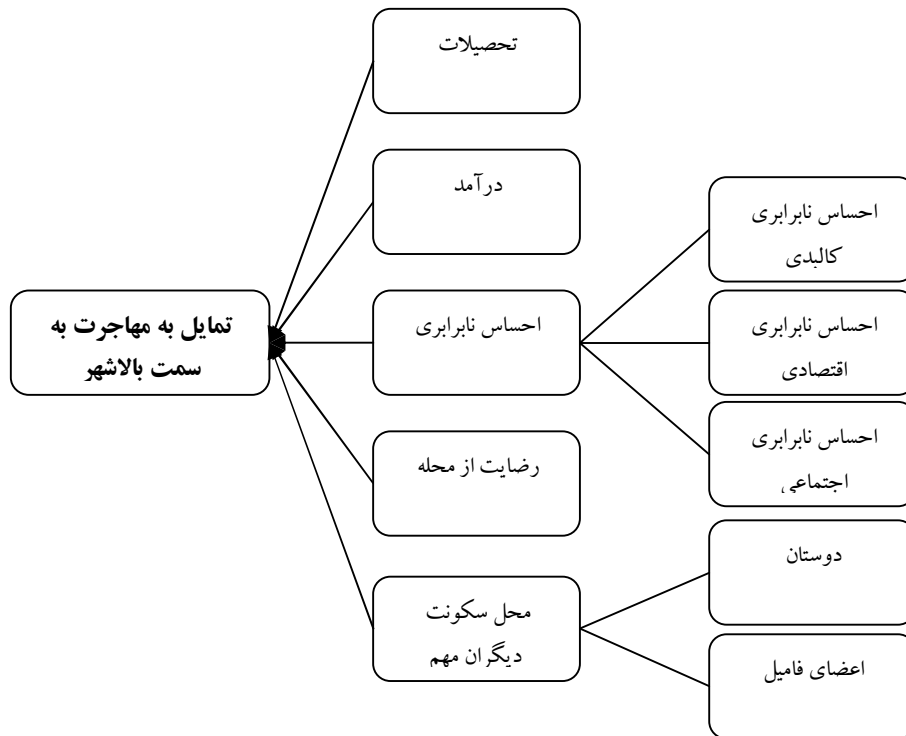 تحصیلات
درآمد
احساس نابرابری
کالبدی
تمایل به مهاجرت به
سمت بالاشهر
احساس نابرابری
احساس نابرابری
اقتصادی
رضایت از محله
احساس نابرابری
اجتماعی
محل سکونت
دیگران مهم
دوستان
اعضای فامیل